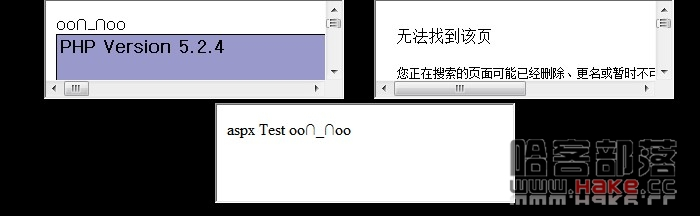 oo∩_∩oo
PHP Version 5.2.4
无法找到该页
您正在搜索的页面可能已经删除、更名或暂时不可
aspx Test oo∩_∩oo
哈客部落
www.Hake.cc